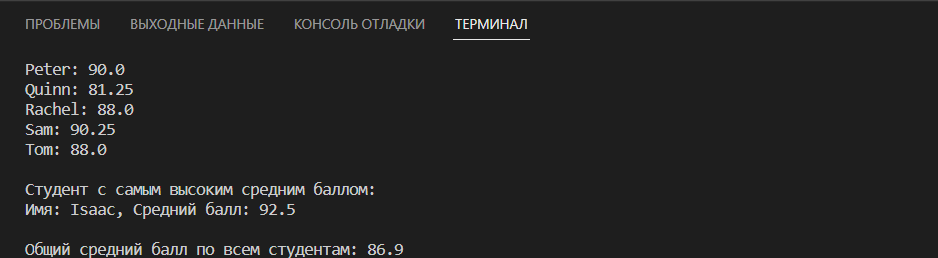 ПРОБЛЕМЫ ВЫХОДНЫЕ ДАННЫЕ КОНСОЛЬ ОТЛАДКИ ТЕРМИНАЛ
Peter: 90.0
Quinn: 81.25
Rachel: 88.0
Sam: 90.25
Tom: 88.0
Студент с самым высоким средним баллом:
Имя: Isaac, Средний балл: 92.5
Общий средний балл по всем студентам: 86.9